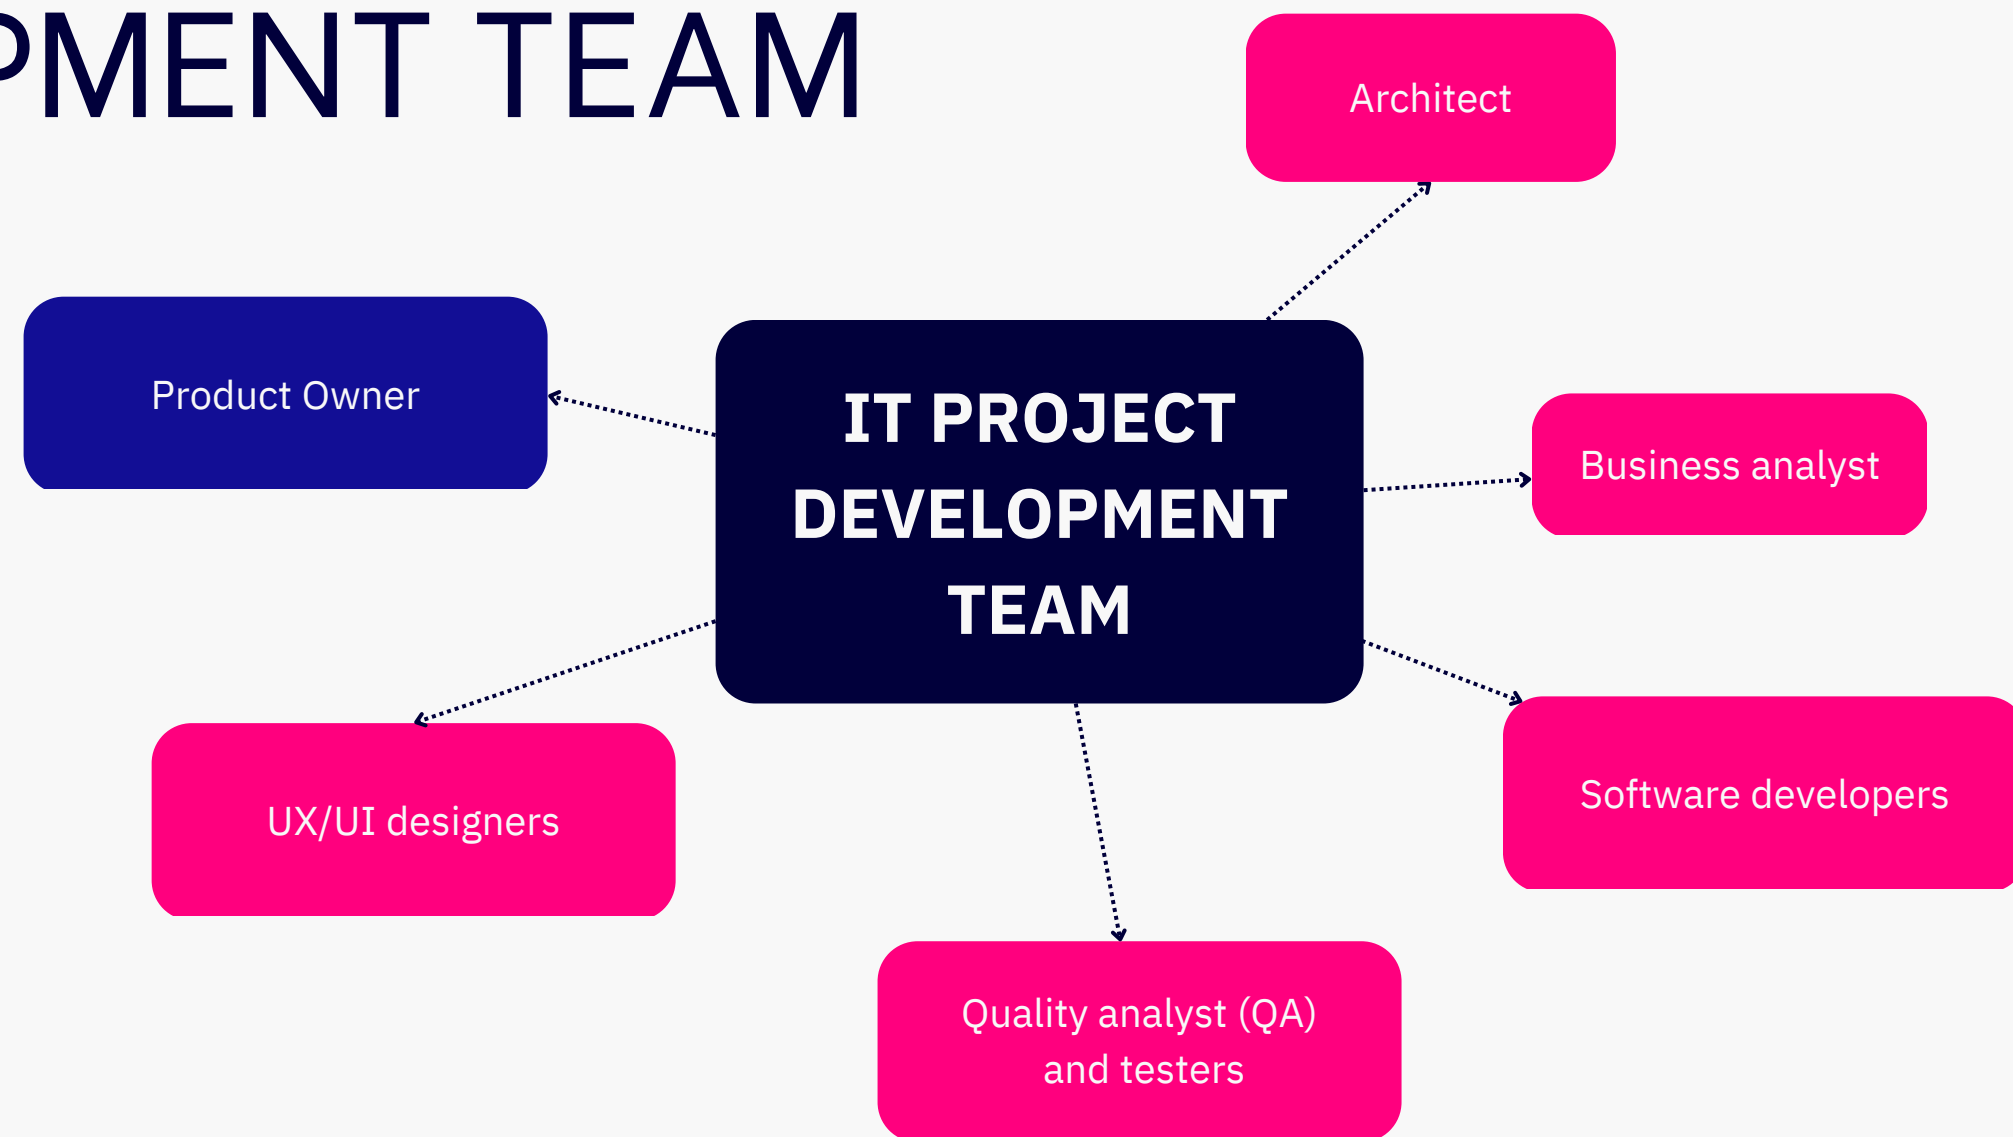 PMENT TEAM
Architect
Product Owner
IT PROJECT
DEVELOPMENT
TEAM
Business analyst
UX/UI designers
Software developers
Quality analyst (QA)
and testers